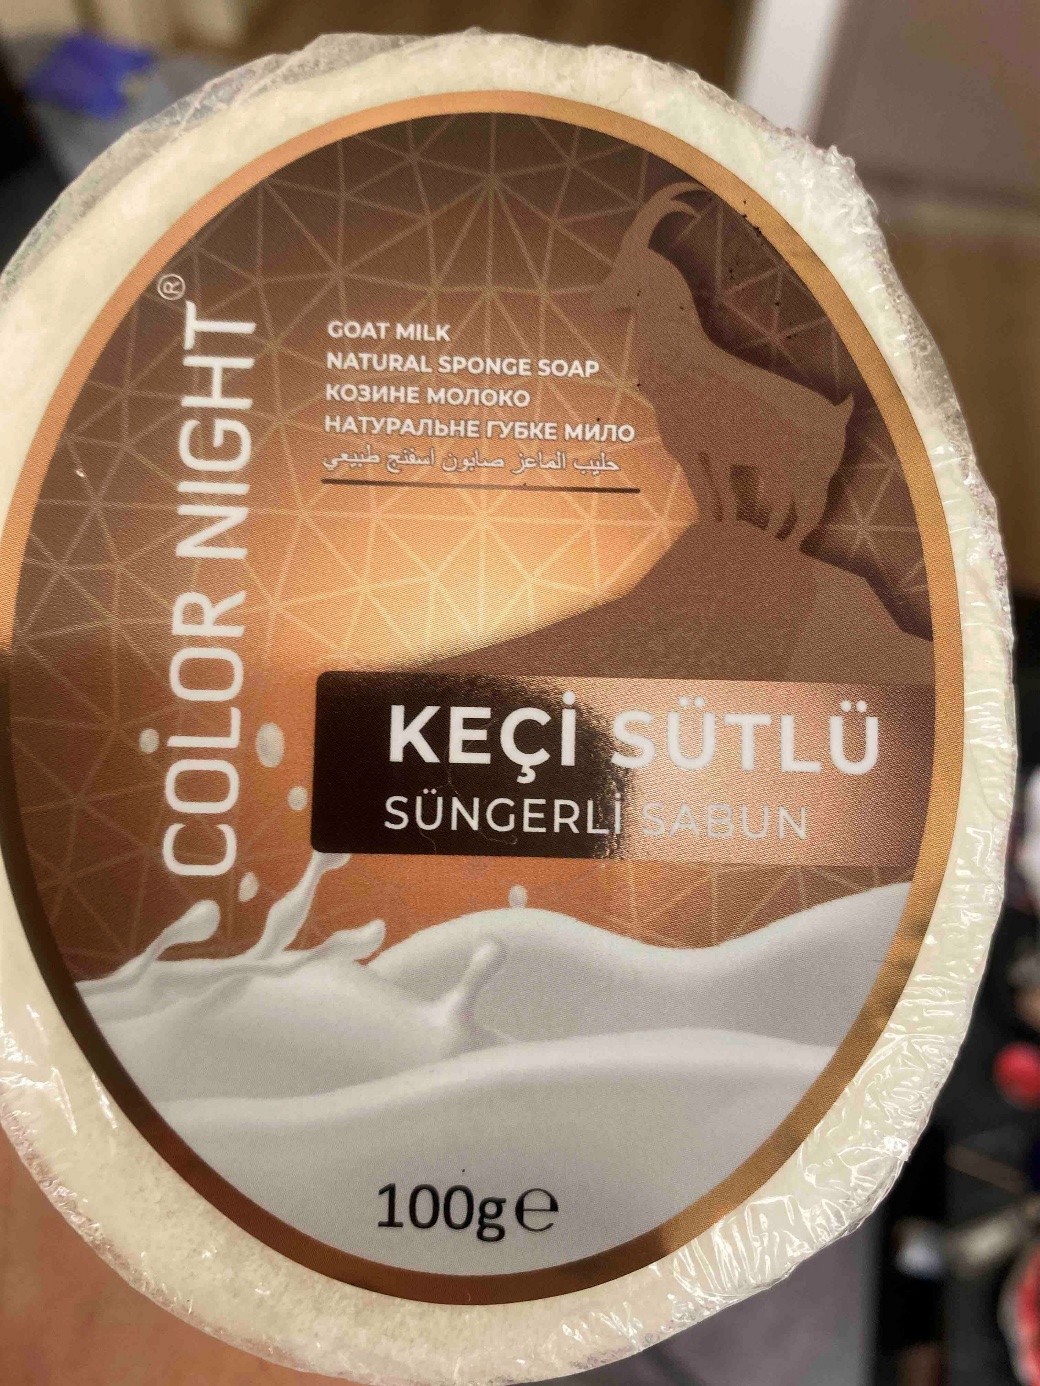 COLOR NIGHT®
GOAT MILK
NATURAL SPONGE SOAP
КОЗИНЕ МОЛОКО
НАТУРАЛЬНЕ ГУБКЕ МИЛО
حليب الماعز صابون اسفنج طبيعي
KEÇİ SÜTLÜ
SÜNGERLİ SABUN
100g℮